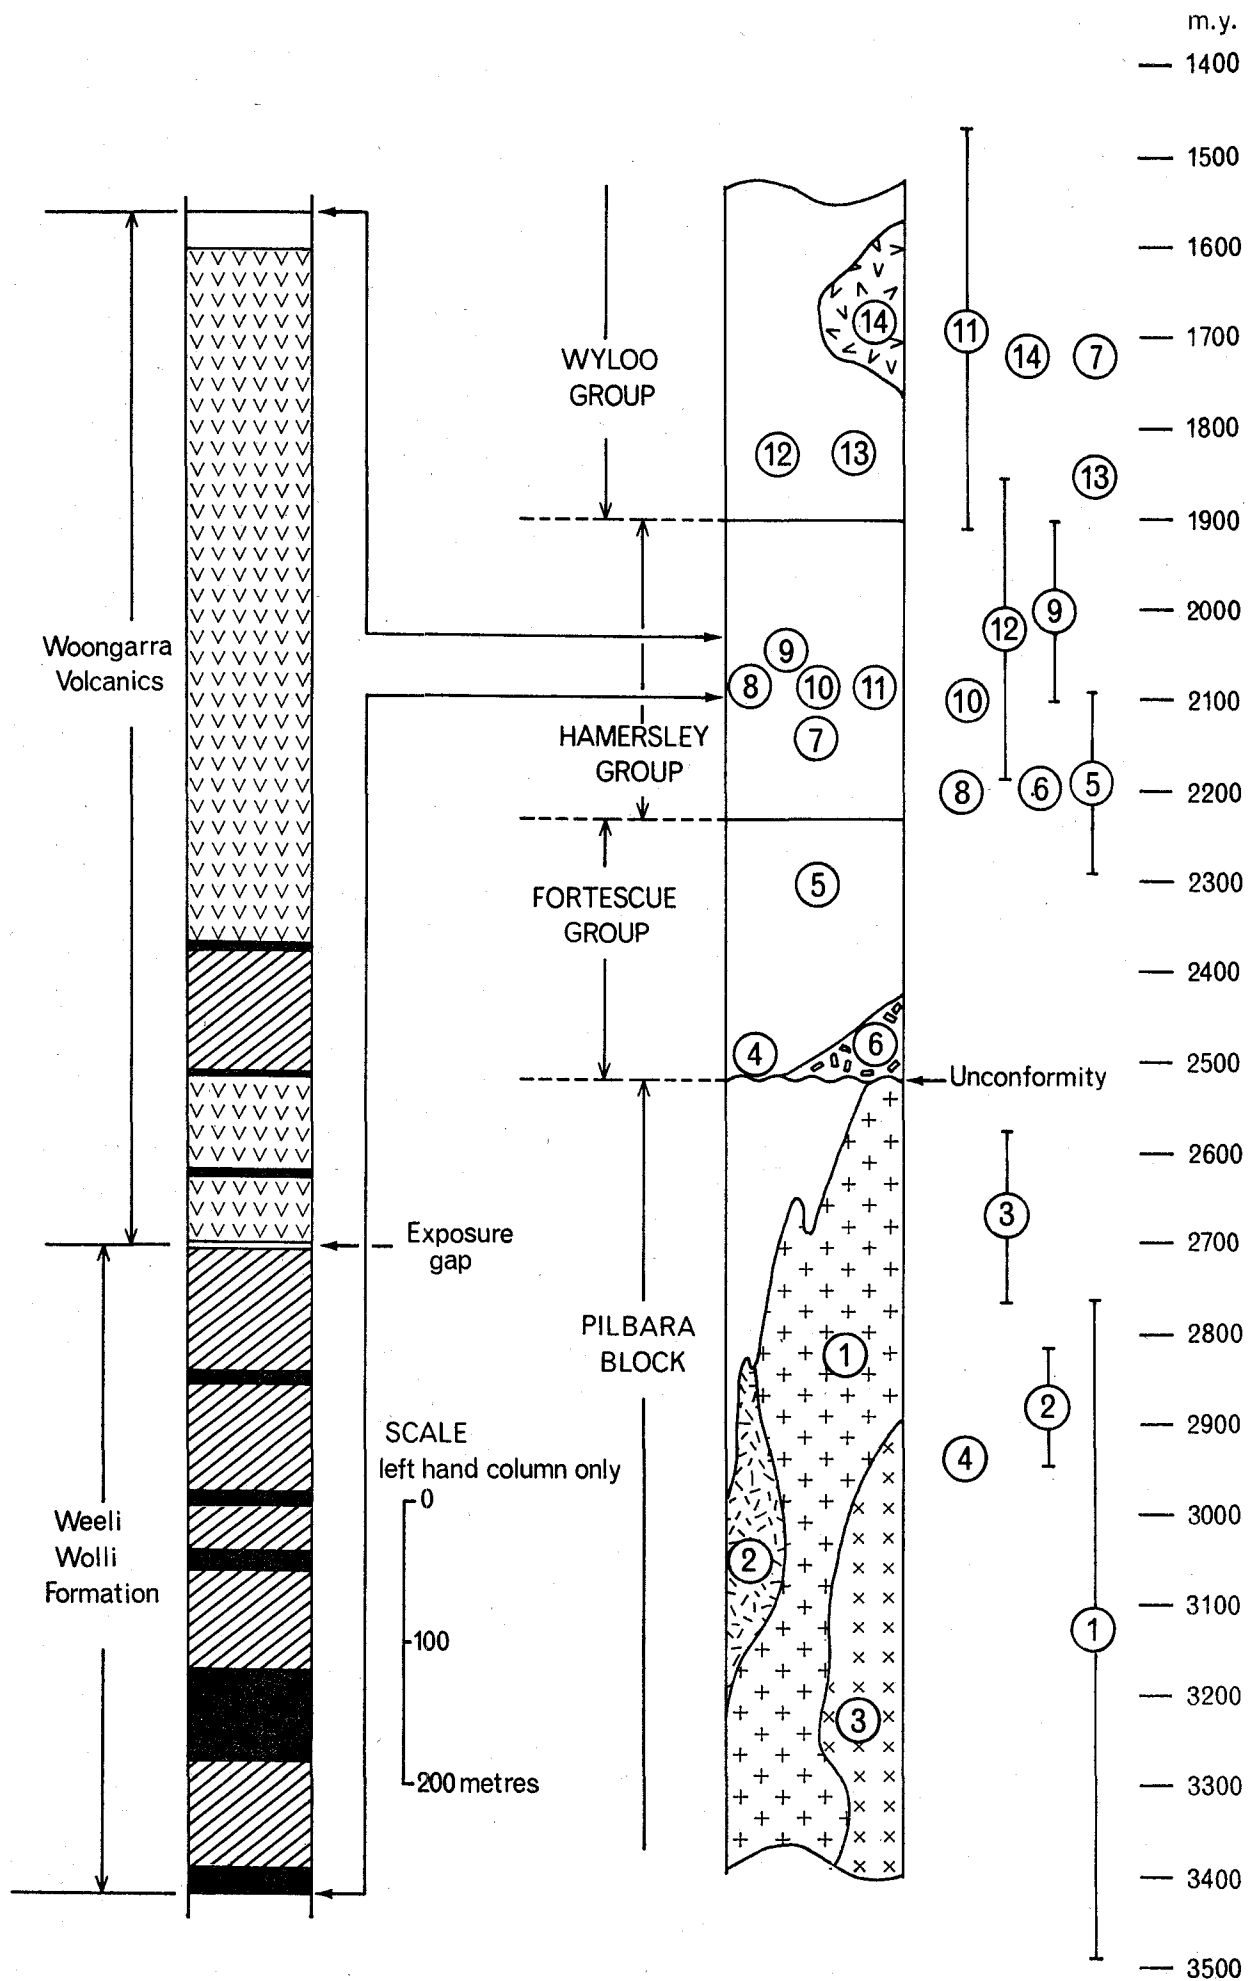 m.y.
1400
1500
1600
14
11
1700
14
7
WYLOO
GROUP
1800
12
13
13
1900
2000
9
12
Woongarra
Volcanics
9
8
10
11
10
2100
HAMERSLEY
GROUP
7
8
6
5
2200
5
2300
FORTESCUE
GROUP
2400
4
6
2500
Unconformity
2600
3
Exposure
gap
2700
PILBARA
BLOCK
1
2800
2
2900
SCALE
left hand column only
4
0
3000
Weeli
Wolli
Formation
2
3100
1
100
3200
3
200 metres
3300
3400
3500